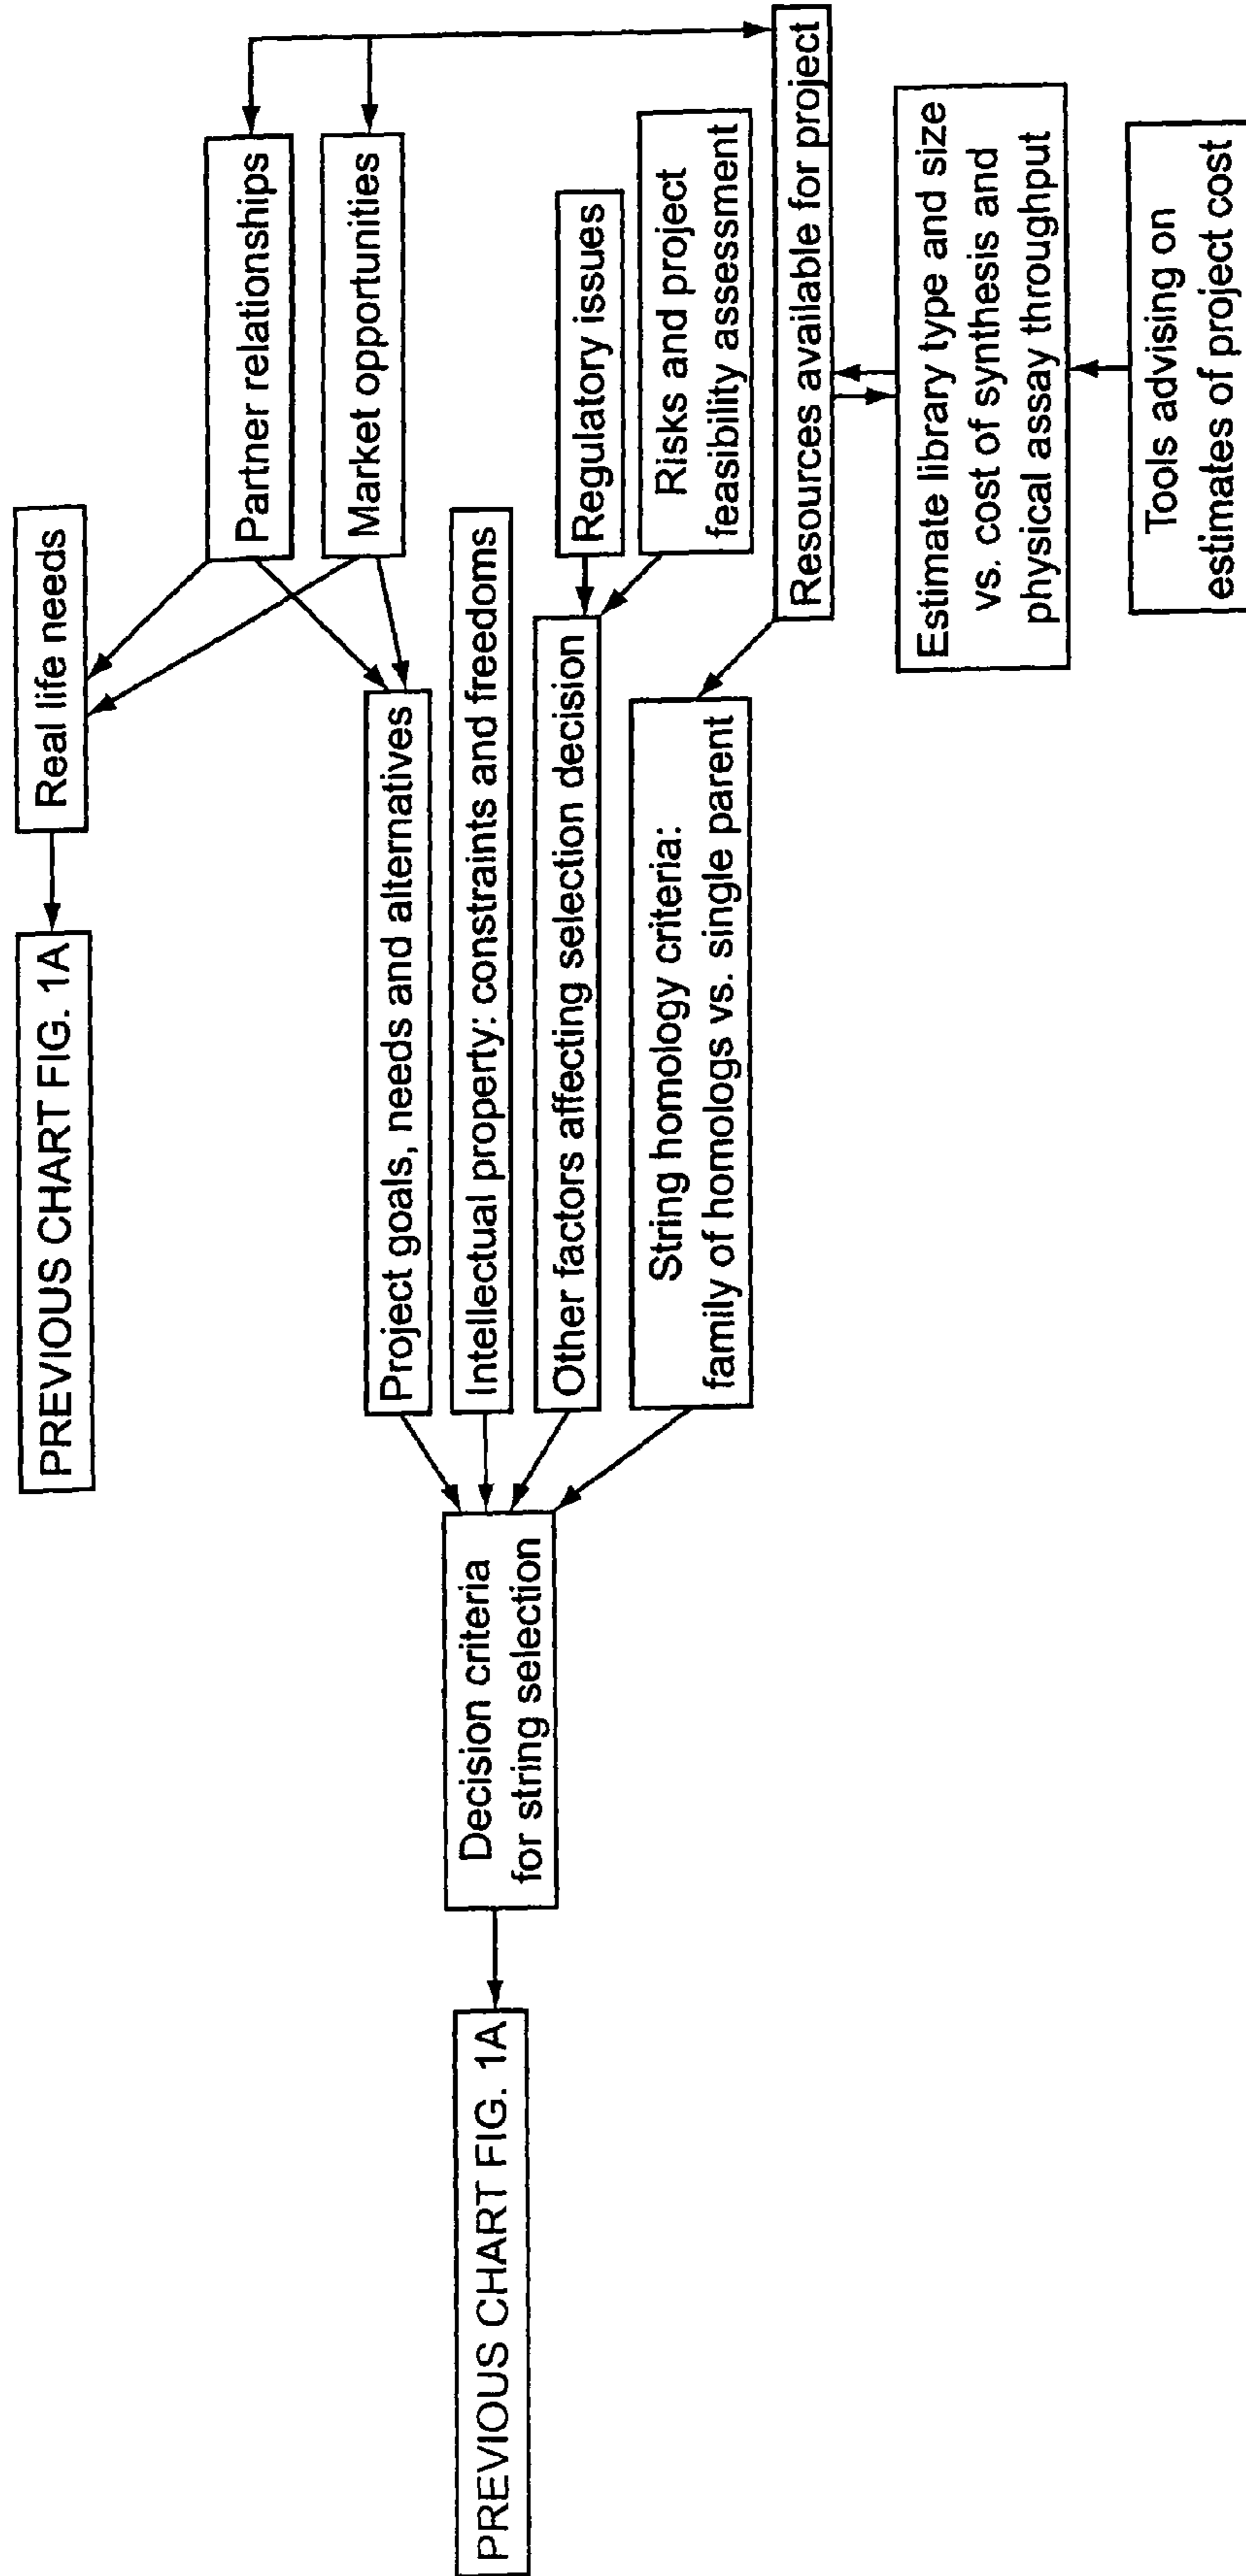 PREVIOUS CHART FIG. 1A
Real life needs
Partner relationships
Market opportunities
Project goals, needs and alternatives
PREVIOUS CHART FIG. 1A
Decision criteria
for string selection
Intellectual property: constraints and freedoms
Other factors affecting selection decision
Regulatory issues
Risks and project
feasibility assessment
String homology criteria:
family of homologs vs. single parent
Resources available for project
Estimate library type and size
vs. cost of synthesis and
physical assay throughput
Tools advising on
estimates of project cost